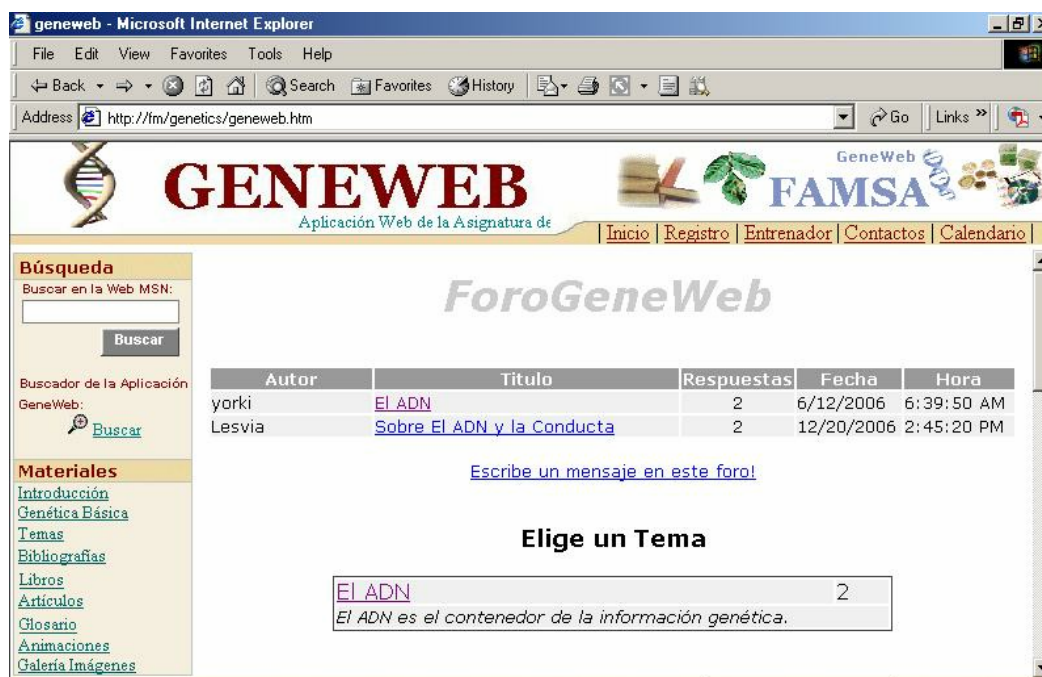 geneweb - Microsoft Internet Explorer
File Edit View Favorites Tools Help
Back Search Favorites History
Address http://fm/genetics/geneweb.htm Go Links »
GENEWEB
Aplicación Web de la Asignatura de
GeneWeb
FAMSA
| Inicio | Registro | Entrenador | Contactos | Calendario |
Búsqueda
Buscar en la Web MSN:
Buscar
Buscador de la Aplicación
GeneWeb:
Buscar
Materiales
Introducción
Genética Básica
Temas
Bibliografías
Libros
Artículos
Glosario
Animaciones
Galería Imágenes
ForoGeneWeb
Autor Titulo Respuestas Fecha Hora
yorki El ADN 2 6/12/2006 6:39:50 AM
Lesvia Sobre El ADN y la Conducta 2 12/20/2006 2:45:20 PM
Escribe un mensaje en este foro!
Elige un Tema
El ADN 2
El ADN es el contenedor de la información genética.